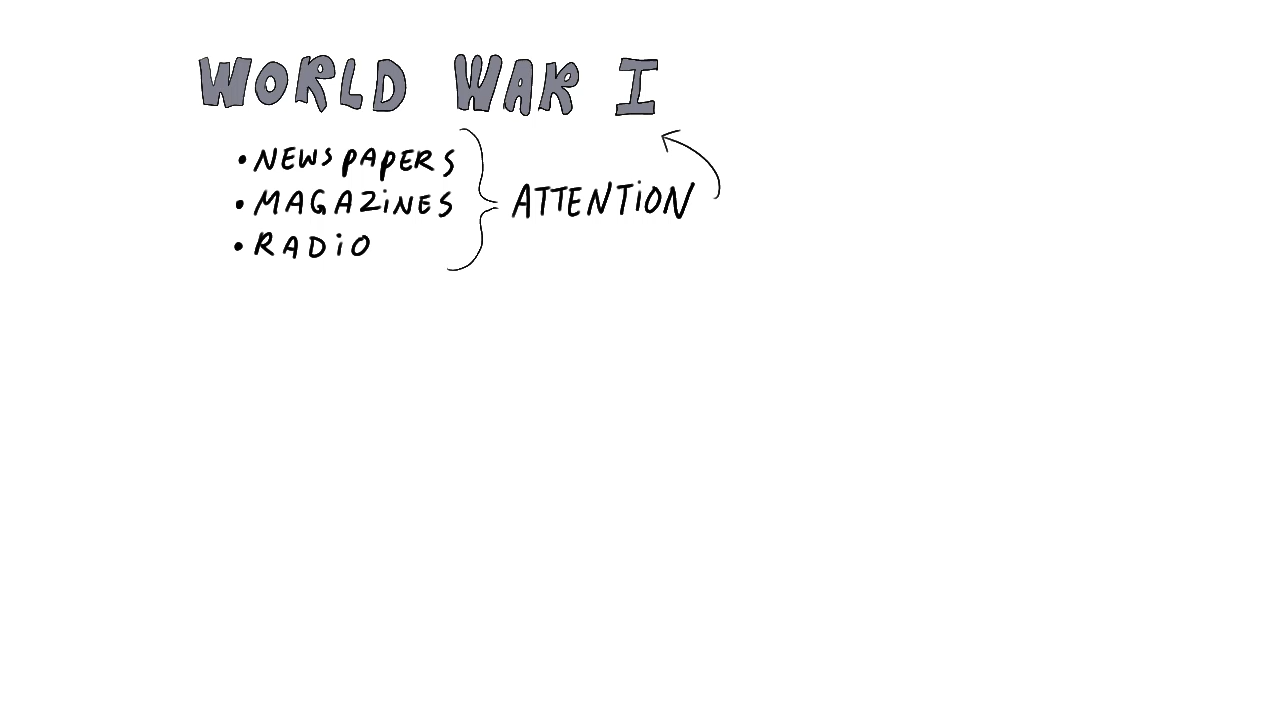 WORLD WAR I
• NEWSPAPERS
• MAGAZiNES
• RADiO
ATTENTiON